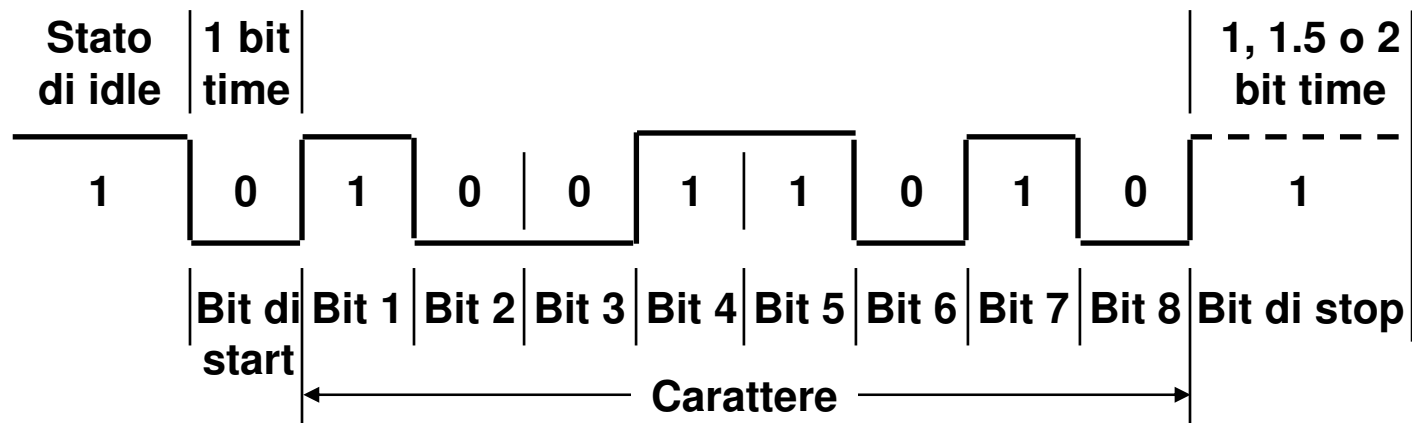 Stato 1 bit 1, 1.5 o 2
di idle time bit time
1 0 1 0 0 1 1 0 1 0 1
Bit di Bit 1 Bit 2 Bit 3 Bit 4 Bit 5 Bit 6 Bit 7 Bit 8 Bit di stop
start
Carattere